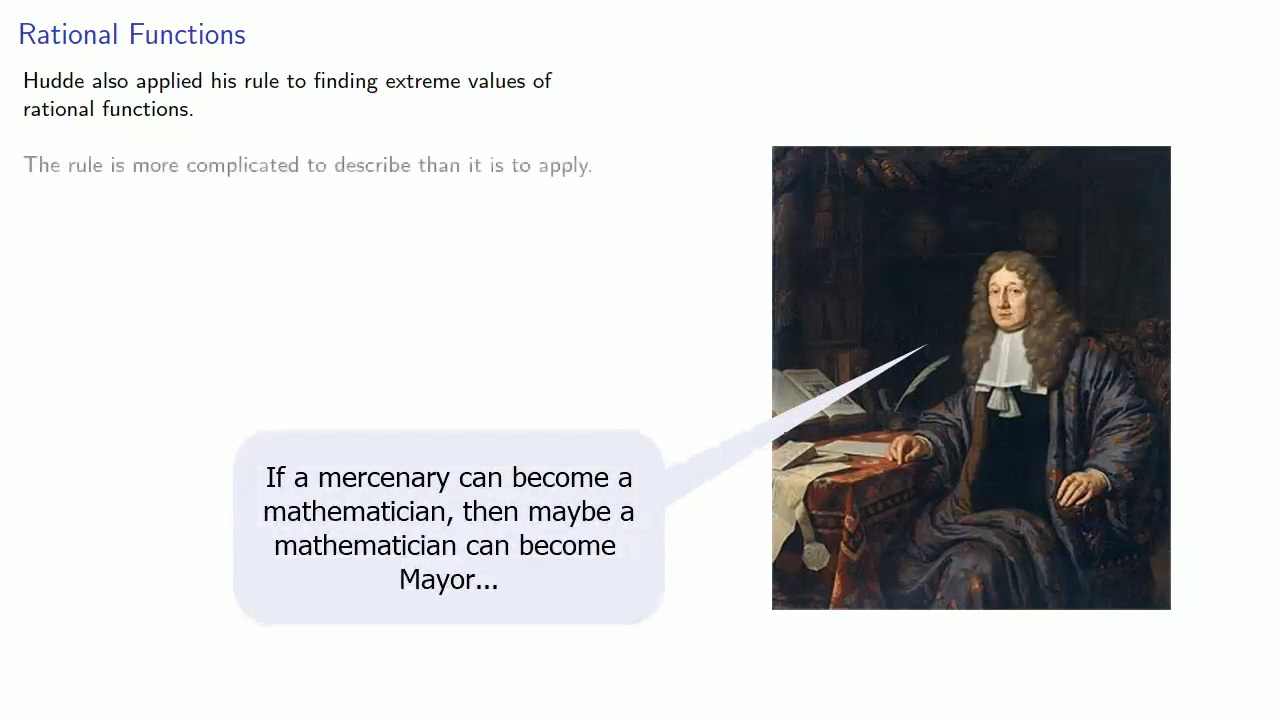 Rational Functions
Hudde also applied his rule to finding extreme values of
rational functions.
The rule is more complicated to describe than it is to apply.
If a mercenary can become a
mathematician, then maybe a
mathematician can become
Mayor...